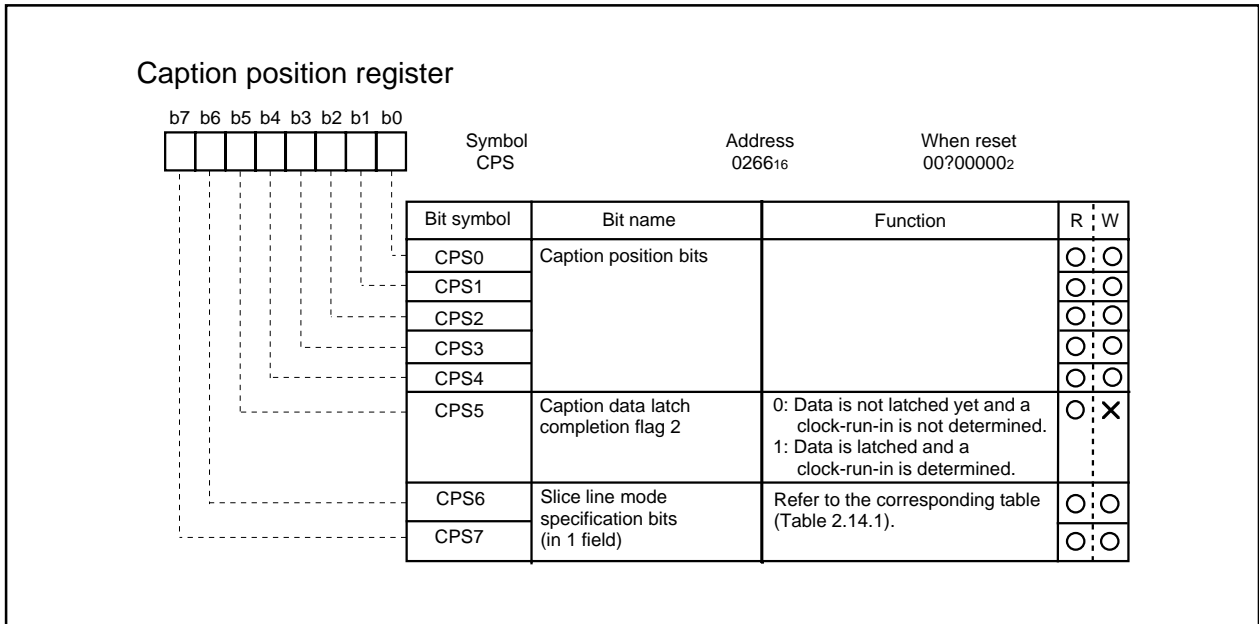 Caption position register
b7 b6 b5 b4 b3 b2 b1 b0
Symbol Address When reset
CPS 026616 00?000002
Bit symbol Bit name Function R W
CPS0 Caption position bits
CPS1
CPS2
CPS3
CPS4
CPS5 Caption data latch 0: Data is not latched yet and a
completion flag 2 clock-run-in is not determined.
1: Data is latched and a
clock-run-in is determined.
CPS6 Slice line mode Refer to the corresponding table
specification bits (Table 2.14.1).
CPS7 (in 1 field)